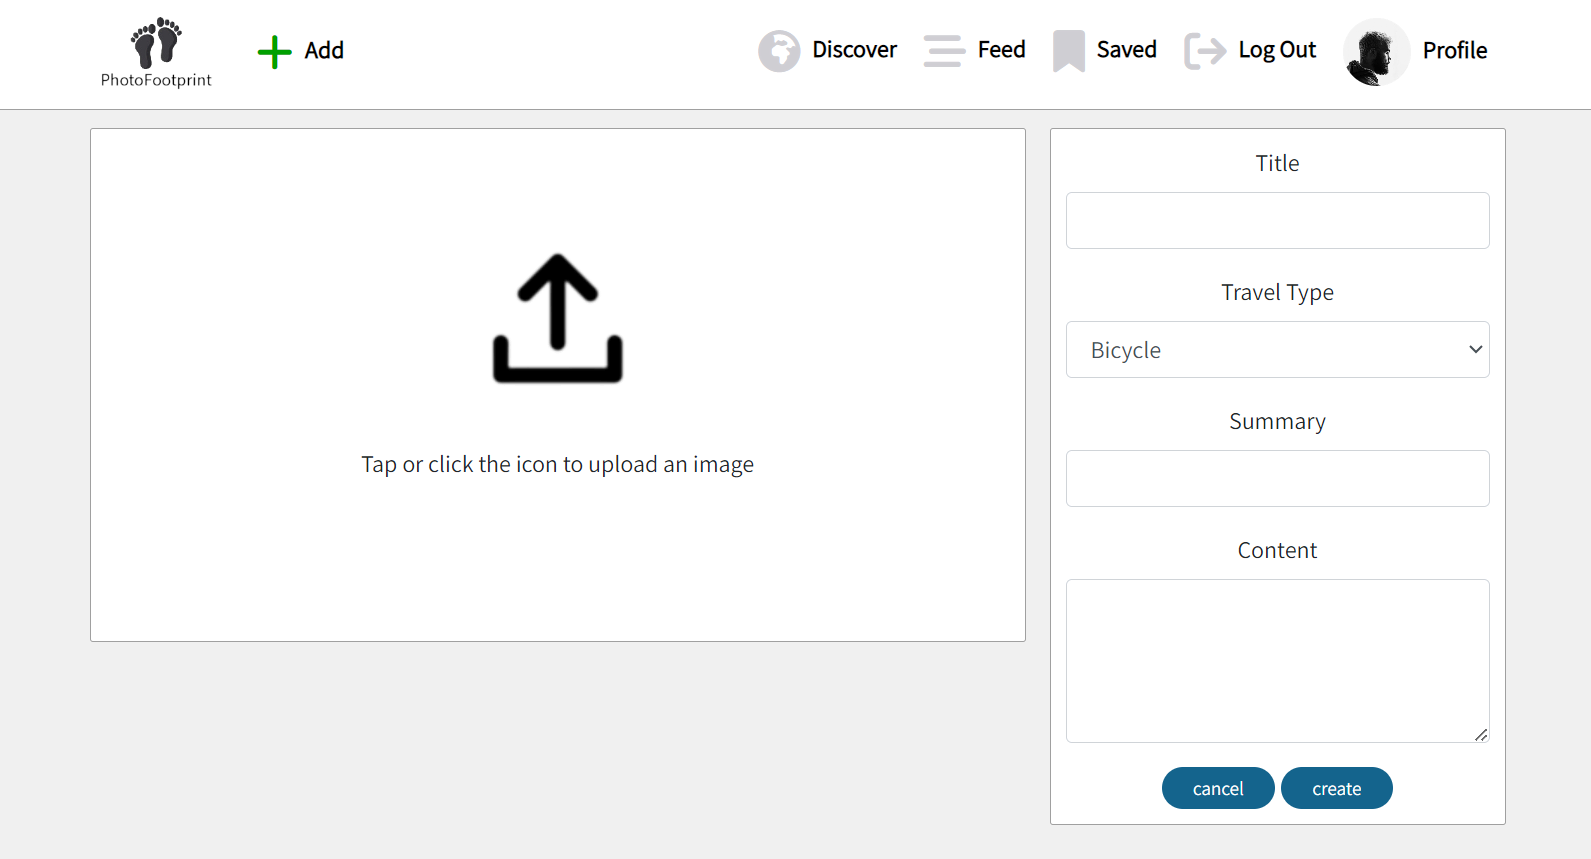 PhotoFootprint
Add
Discover
Feed
Saved
Log Out
Profile
Tap or click the icon to upload an image
Title
Travel Type
Bicycle
Summary
Content
cancel
create